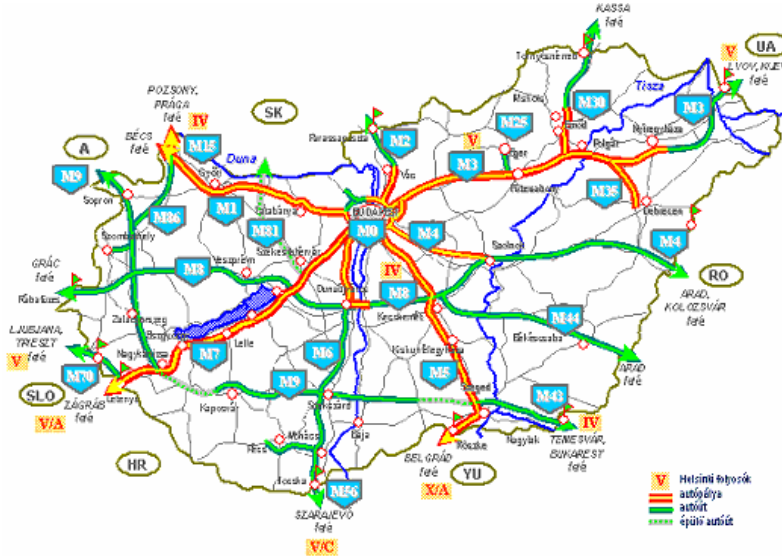 KASSA
felé
UA
V
LVOV, KIJEV
felé
POZSONY,
PRÁGA
felé
IV
SK
BÉCS
felé
M15
Duna
Tornyosnémeti
Tisza
M3
Miskolc
M30
M25
Emőd
V
Eger
Nyíregyháza
Polgár
Parassapuszta
M2
M3
Vác
Füzesabony
M35
Debrecen
A
M9
Sopron
Győr
M1
M86
Tatabánya
M81
BUDAPEST
M0
M4
Szombathely
Székesfehérvár
Szolnok
M4
RO
GRÁC
felé
Rábafüzes
M8
Veszprém
IV
Dunaújváros
M8
Kecskemét
ARAD,
KOLOZSVÁR
felé
M44
Zalaegerszeg
LJUBJANA,
TRIESZT
felé
V
Nagykanizsa
M7
Lelle
M6
Kiskunfélegyháza
Békéscsaba
M70
M5
ARAD
felé
SLO
Letenye
ZÁGRÁB
felé
V/A
M9
Kaposvár
Szekszárd
Szeged
M43
IV
HR
Pécs
Mohács
Baja
Röszke
Nagylak
TEMESVÁR,
BUKAREST
felé
BELGRÁD
felé
YU
X/A
Ilocska
M56
SZARAJEVÓ
felé
V/C
V Helsinki folyosók
autópálya
autóút
épülő autóút